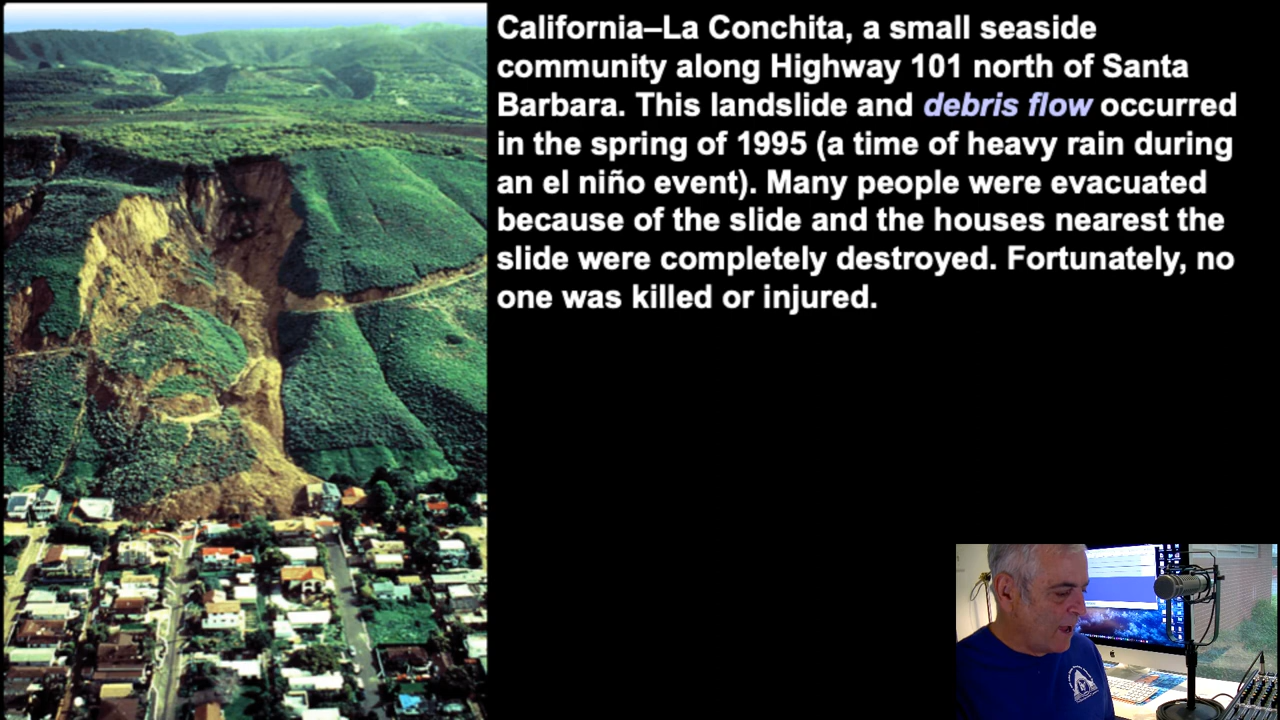 California–La Conchita, a small seaside
community along Highway 101 north of Santa
Barbara. This landslide and debris flow occurred
in the spring of 1995 (a time of heavy rain during
an el niño event). Many people were evacuated
because of the slide and the houses nearest the
slide were completely destroyed. Fortunately, no
one was killed or injured.